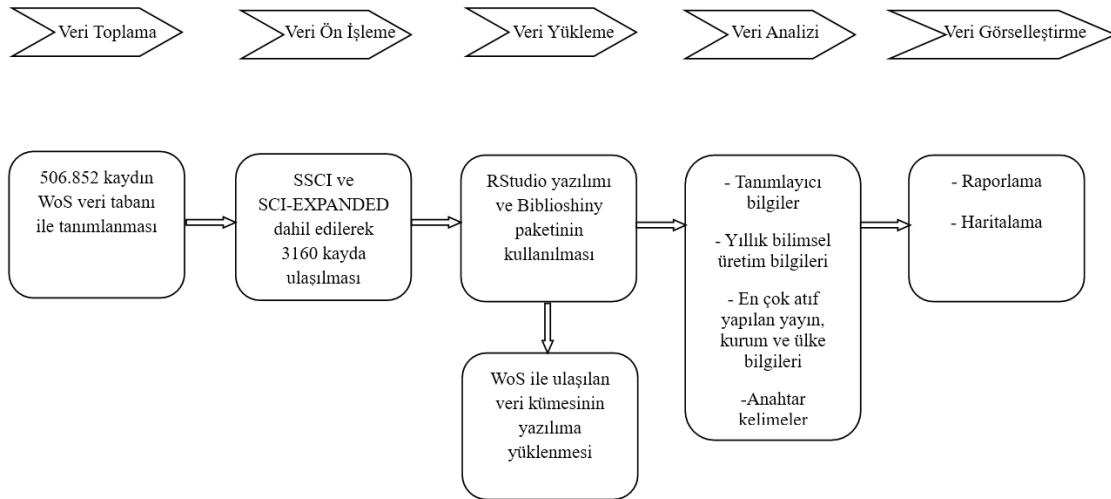 Veri Toplama
Veri Ön İşleme
Veri Yükleme
Veri Analizi
Veri Görselleştirme
506.852 kaydın
WoS veri tabanı
ile tanımlanması
SSCI ve
SCI-EXPANDED
dahil edilerek
3160 kayda
ulaşılması
RStudio yazılımı
ve Biblioshiny
paketinin
kullanılması
WoS ile ulaşılan
veri kümesinin
yazılıma
yüklenmesi
- Tanımlayıcı
bilgiler
- Yıllık bilimsel
üretim bilgileri
- En çok atıf
yapılan yayın,
kurum ve ülke
bilgileri
-Anahtar
kelimeler
- Raporlama
- Haritalama